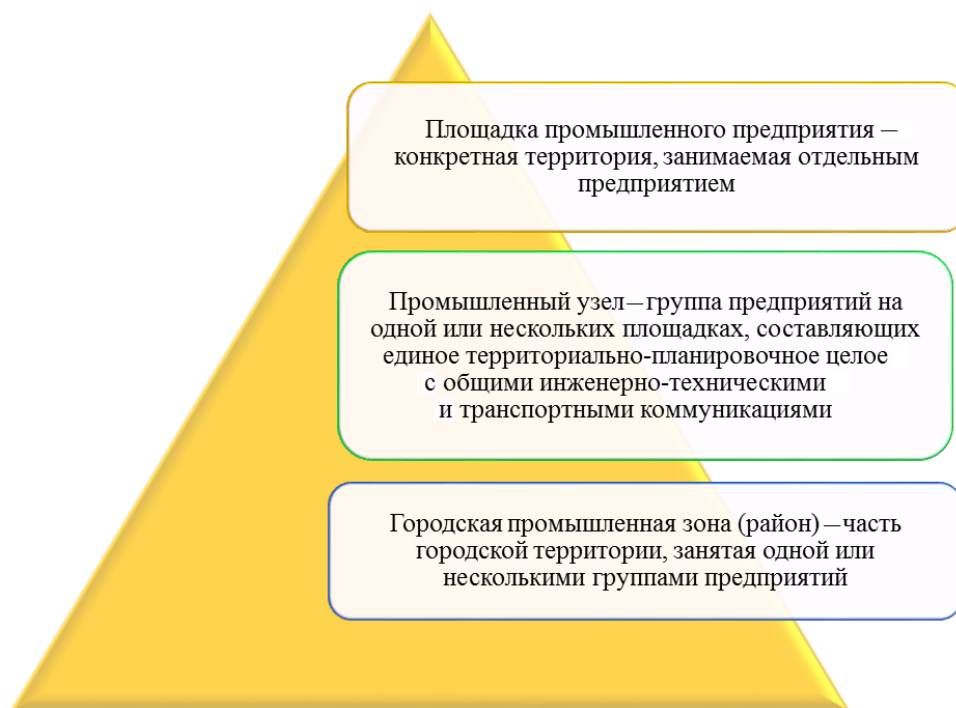 Площадка промышленного предприятия —
конкретная территория, занимаемая отдельным
предприятием
Промышленный узел—группа предприятий на
одной или нескольких площадках, составляющих
единое территориально-планировочное целое
с общими инженерно-техническими
и транспортными коммуникациями
Городская промышленная зона (район)—часть
городской территории, занятая одной или
несколькими группами предприятий